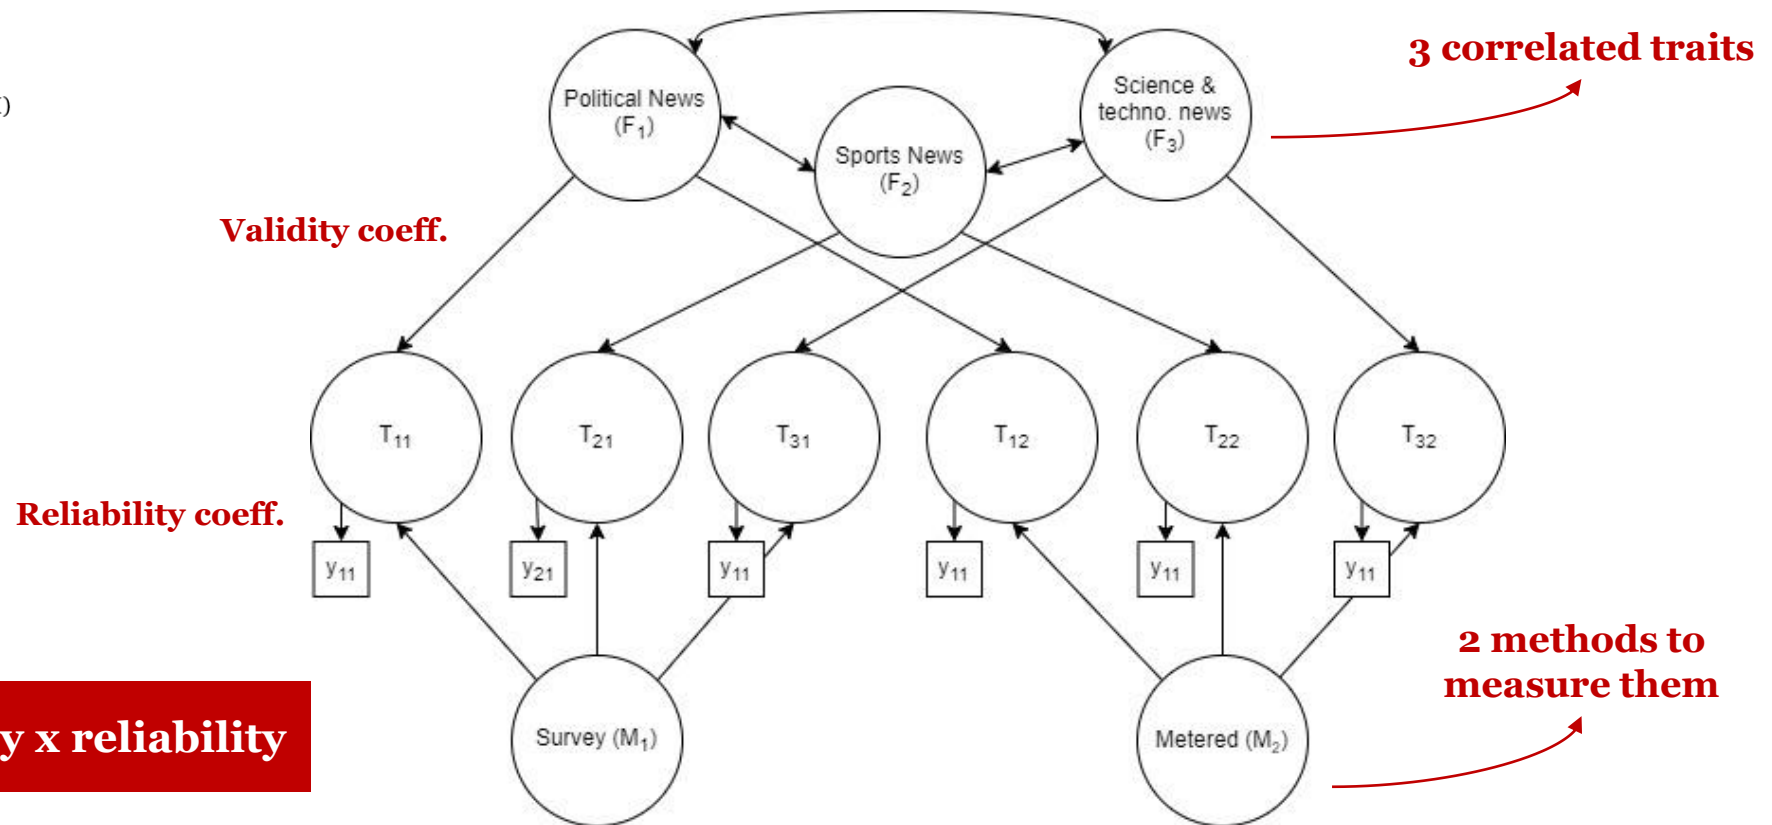 3 correlated traits
Political News
(F₁)
Sports News
(F₂)
Science &
techno. news
(F₃)
)
Validity coeff.
T₁₁
T₂₁
T₃₁
T₁₂
T₂₂
T₃₂
Reliability coeff.
y₁₁
y₂₁
y₁₁
y₁₁
y₁₁
y₁₁
2 methods to
measure them
Survey (M₁)
Metered (M₂)
y x reliability